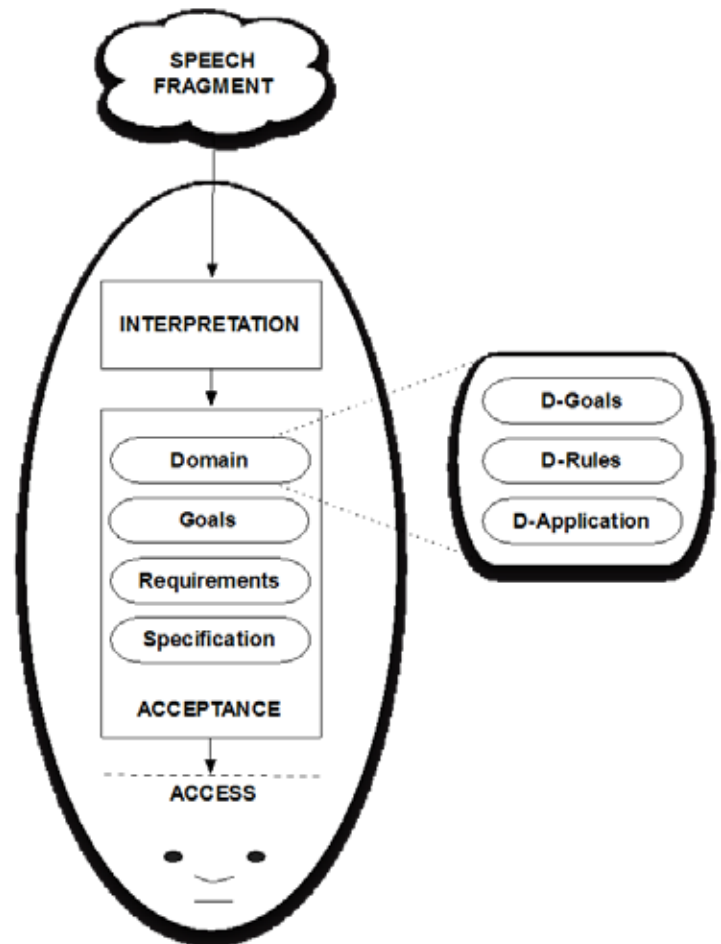 SPEECH
FRAGMENT
INTERPRETATION
Domain
Goals
Requirements
Specification
ACCEPTANCE
ACCESS
D-Goals
D-Rules
D-Application